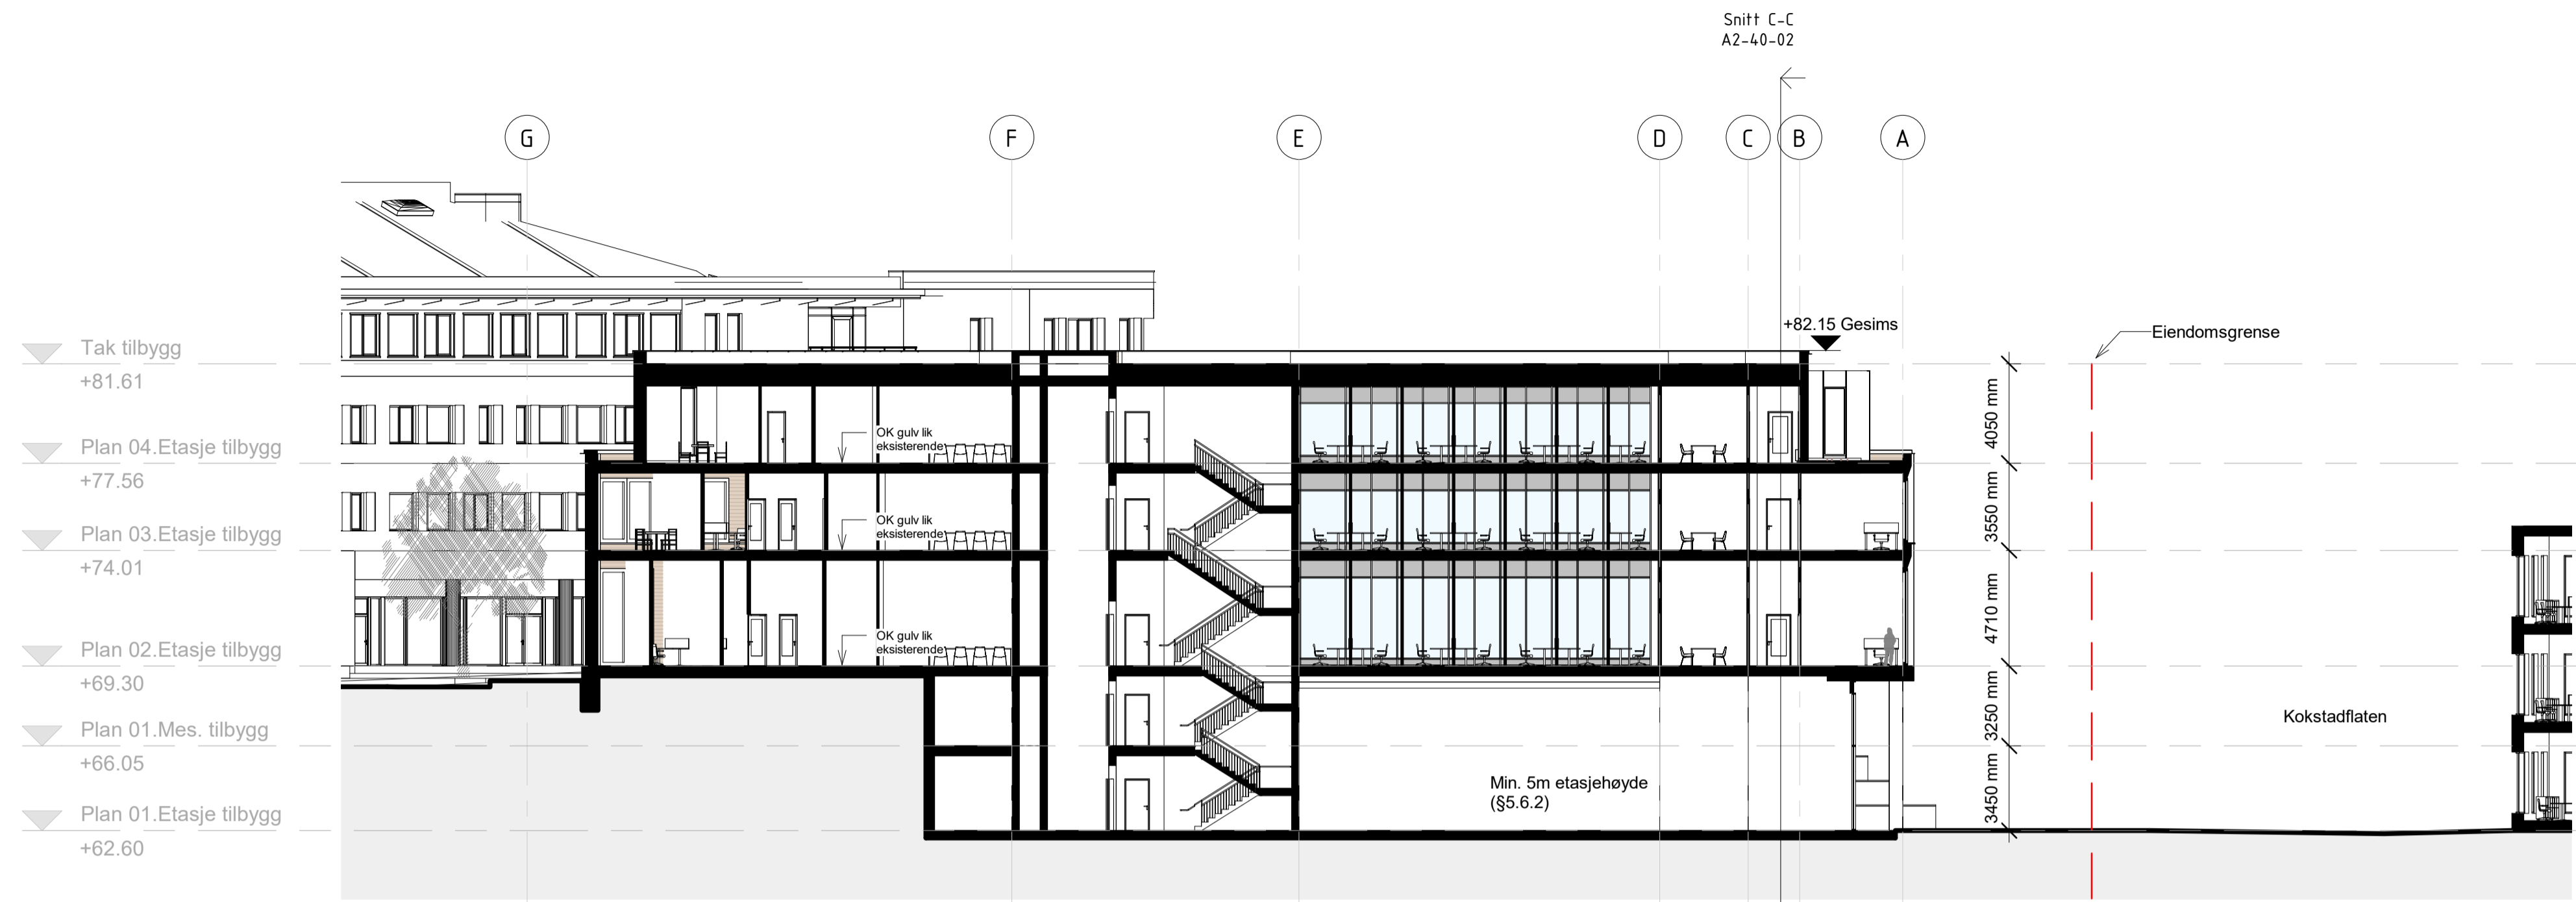 Snitt C-C
A2-40-02
G
F
E
D
C
B
A
+82.15 Gesims
Eiendomsgrense
Tak tilbygg
+81.61
4050 mm
OK gulv lik
eksisterende
Plan 04.Etasje tilbygg
+77.56
3550 mm
OK gulv lik
eksisterende
Plan 03.Etasje tilbygg
+74.01
4710 mm
OK gulv lik
eksisterende
Plan 02.Etasje tilbygg
+69.30
3250 mm
Kokstadflaten
Plan 01.Mes. tilbygg
+66.05
3450 mm
Min. 5m etasjehøyde
(§5.6.2)
Plan 01.Etasje tilbygg
+62.60